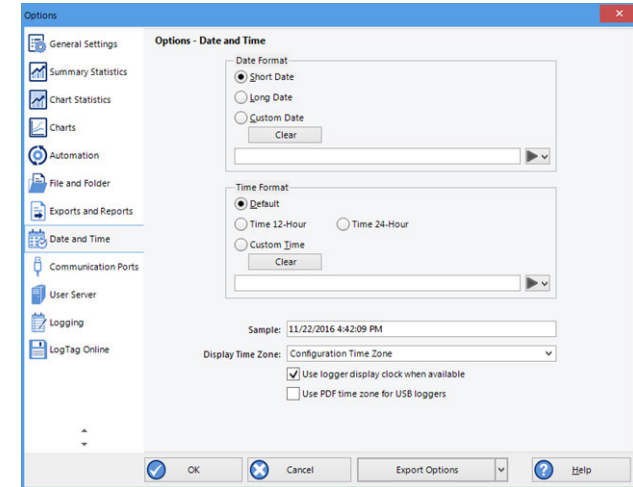 Options
General Settings
Summary Statistics
Chart Statistics
Charts
Automation
File and Folder
Exports and Reports
Date and Time
Communication Ports
User Server
Logging
LogTag Online
Options - Date and Time
Date Format
Short Date
Long Date
Custom Date
Clear
Time Format
Default
Time 12-Hour Time 24-Hour
Custom Time
Clear
Sample: 11/22/2016 4:42:09 PM
Display Time Zone: Configuration Time Zone
Use logger display clock when available
Use PDF time zone for USB loggers
OK Cancel Export Options Help